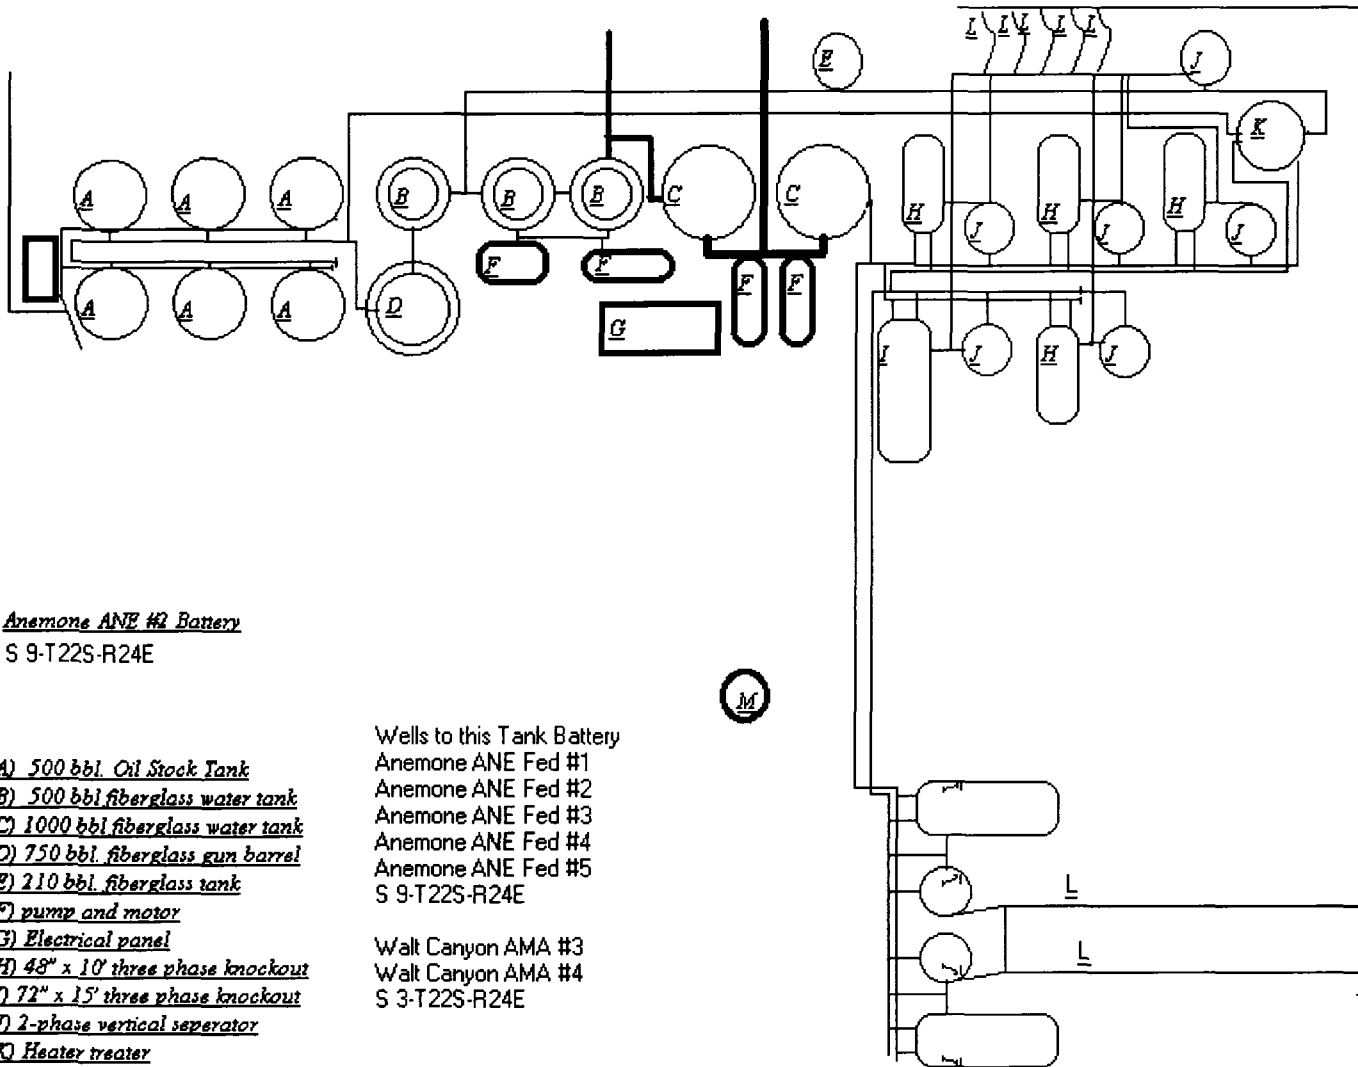 L L L L L
E
J
K
A A A B B B C C
H J H J H J
F F F F
A A A D G
I J H J
Anemone ANE #2 Battery
S 9-T22S-R24E
M
Wells to this Tank Battery
Anemone ANE Fed #1
Anemone ANE Fed #2
Anemone ANE Fed #3
Anemone ANE Fed #4
Anemone ANE Fed #5
S 9-T22S-R24E
Walt Canyon AMA #3
Walt Canyon AMA #4
S 3-T22S-R24E
A) 500 bbl. Oil Stock Tank
B) 500 bbl fiberglass water tank
C) 1000 bbl fiberglass water tank
D) 750 bbl. fiberglass gun barrel
E) 210 bbl. fiberglass tank
F) pump and motor
G) Electrical panel
H) 48" x 10' three phase knockout
I) 72" x 15' three phase knockout
J) 2-phase vertical seperator
K) Heater treater
L
L